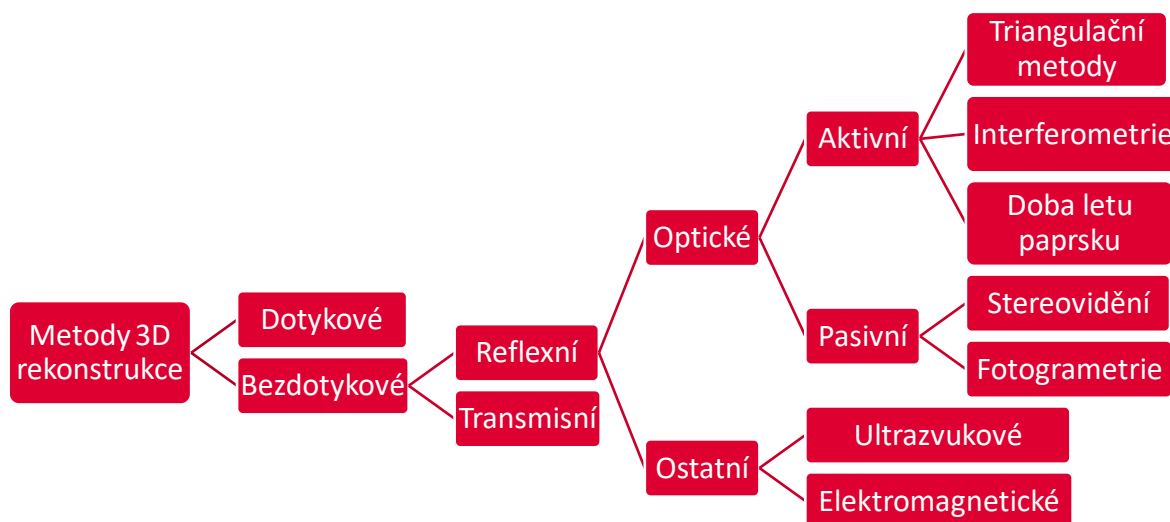 Metody 3D
rekonstrukce
Dotykové
Bezdotykové
Reflexní
Transmisní
Optické
Ostatní
Aktivní
Pasivní
Ultrazvukové
Elektromagnetické
Triangulační
metody
Interferometrie
Doba letu
paprsku
Stereovidění
Fotogrametrie